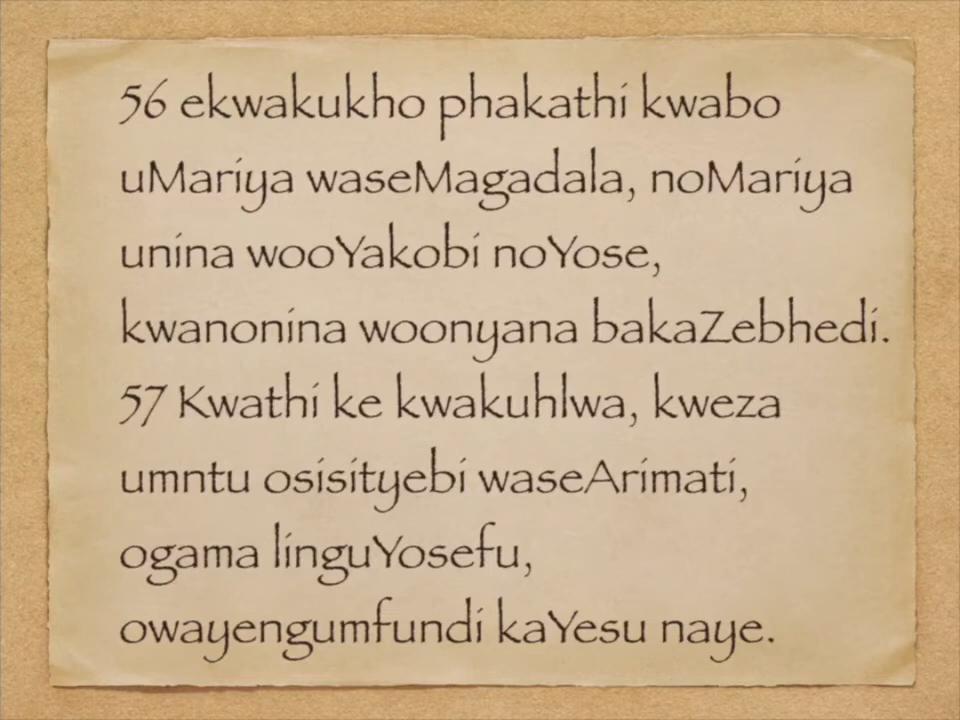 56 ekwakukho phakathi kwabo
uMariya waseMagadala, noMariya
unina wooYakobi noYose,
kwanonina woonyana bakaZebhedi.
57 Kwathi ke kwakuhlwa, kweza
umntu osisityebi waseArimati,
ogama linguYosefu,
owayengumfundi kaYesu naye.